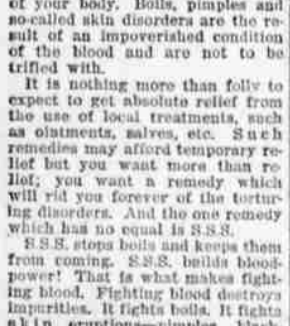 of your body. Boils, pimples and
so-called skin disorders are the re-
sult of an impoverished condition
of the blood and are not to be
trifled with.
It is nothing more than folly to
expect to get absolute relief from
the use of local treatments, such
as ointments, salves, etc. Such
remedies may afford temporary re-
lief but you want more than re-
lief; you want a remedy which
will rid you forever of the tortur-
ing disorders. And the one remedy
which has no equal is S.S.S.
S.S.S. stops boils and keeps them
from coming. S.S.S. builds blood-
power! That is what makes fight-
ing blood. Fighting blood destroys
impurities. It fights boils. It fights
skin eruptions—pimples, black-